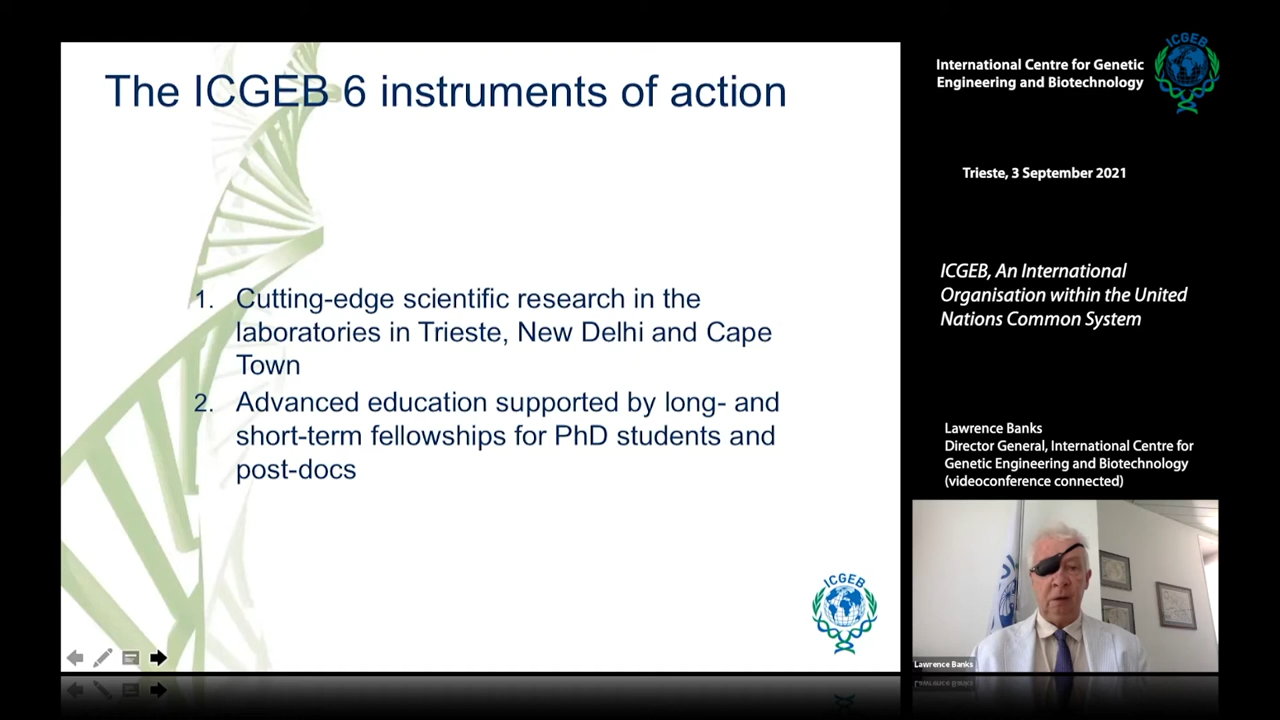 The ICGEB 6 instruments of action
1. Cutting-edge scientific research in the
laboratories in Trieste, New Delhi and Cape
Town
2. Advanced education supported by long- and
short-term fellowships for PhD students and
post-docs
ICGEB
International Centre for Genetic
Engineering and Biotechnology
ICGEB
Trieste, 3 September 2021
ICGEB, An International
Organisation within the United
Nations Common System
Lawrence Banks
Director General, International Centre for
Genetic Engineering and Biotechnology
(videoconference connected)
Lawrence Banks